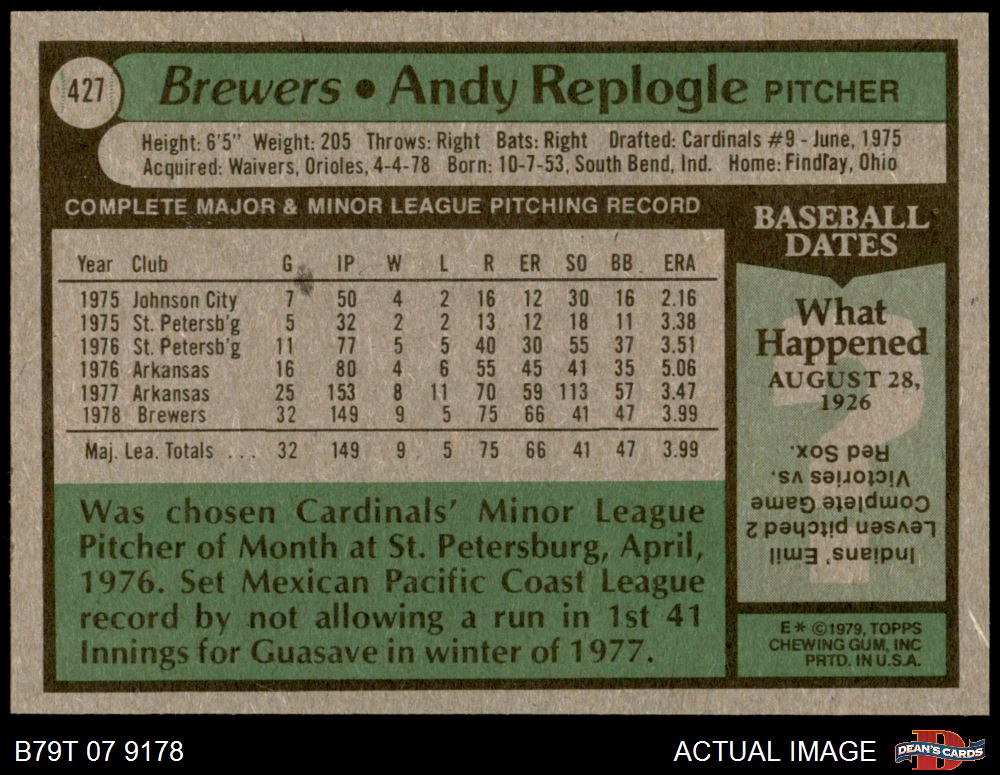 427
Brewers • Andy Replogle PITCHER
Height: 6'5" Weight: 205 Throws: Right Bats: Right Drafted: Cardinals #9 - June, 1975
Acquired: Waivers, Orioles, 4-4-78 Born: 10-7-53, South Bend, Ind. Home: Findlay, Ohio
COMPLETE MAJOR & MINOR LEAGUE PITCHING RECORD
Year Club G IP W L R ER SO BB ERA
1975 Johnson City 7 50 4 2 16 12 30 16 2.16
1975 St. Petersb'g 5 32 2 2 13 12 18 11 3.38
1976 St. Petersb'g 11 77 5 5 40 30 55 37 3.51
1976 Arkansas 16 80 4 6 55 45 41 35 5.06
1977 Arkansas 25 153 8 11 70 59 113 57 3.47
1978 Brewers 32 149 9 5 75 66 41 47 3.99
Maj. Lea. Totals ... 32 149 9 5 75 66 41 47 3.99
Was chosen Cardinals' Minor League
Pitcher of Month at St. Petersburg, April,
1976. Set Mexican Pacific Coast League
record by not allowing a run in 1st 41
Innings for Guasave in winter of 1977.
BASEBALL
DATES
What
Happened
AUGUST 28,
1926
Indians' Emil
Levsen pitched 2
Complete Game
Victories vs.
Red Sox.
E* ©1979, TOPPS
CHEWING GUM, INC
PRTD. IN U.S.A.
B79T 07 9178
ACTUAL IMAGE
DEAN'S CARDS